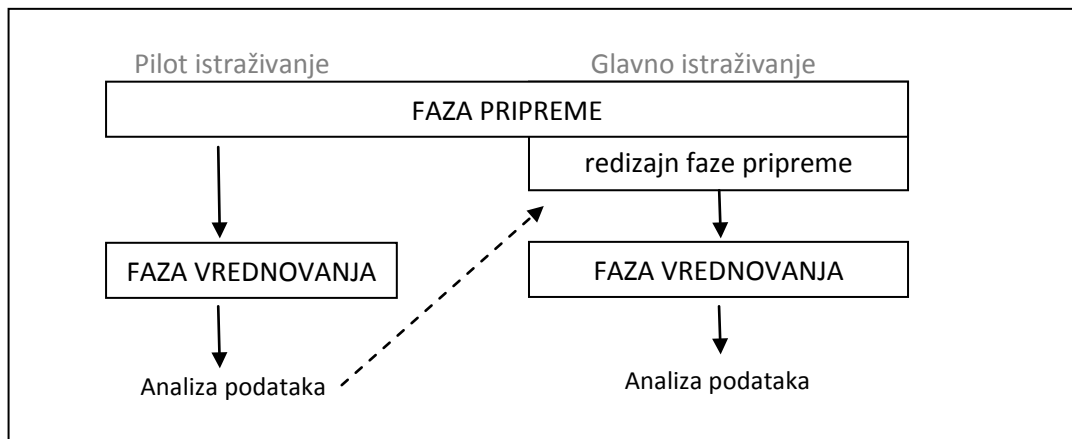 Pilot istraživanje
Glavno istraživanje
FAZA PRIPREME
redizajn faze pripreme
FAZA VREDNOVANJA
FAZA VREDNOVANJA
Analiza podataka
Analiza podataka